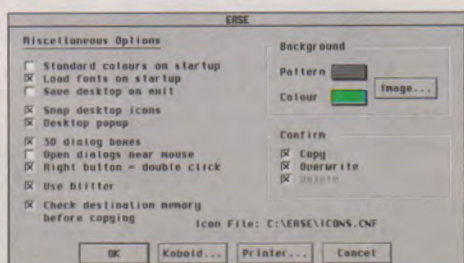 ERSE
Miscellaneous Options
Standard colours on startup
Load fonts on startup
Save desktop on exit
Snap desktop icons
Desktop popup
3D dialog boxes
Open dialogs near mouse
Right button = double click
Use blitter
Check destination memory
before copying
Background
Pattern
Colour
Image...
Confirm
Copy
Overwrite
Delete
Icon File: C:\ERSE\ICONS.CNF
OK
Kobold...
Printer...
Cancel